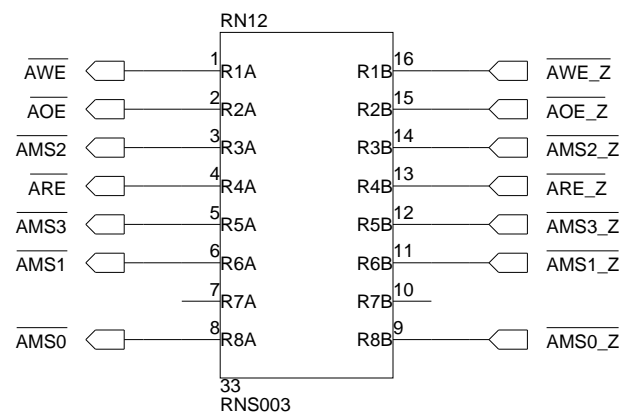 RN12
1 16
AWE R1A R1B AWE_Z
2 15
AOE R2A R2B AOE_Z
3 14
AMS2 R3A R3B AMS2_Z
4 13
ARE R4A R4B ARE_Z
5 12
AMS3 R5A R5B AMS3_Z
6 11
AMS1 R6A R6B AMS1_Z
7 10
R7A R7B
8 9
AMS0 R8A R8B AMS0_Z
33
RNS003